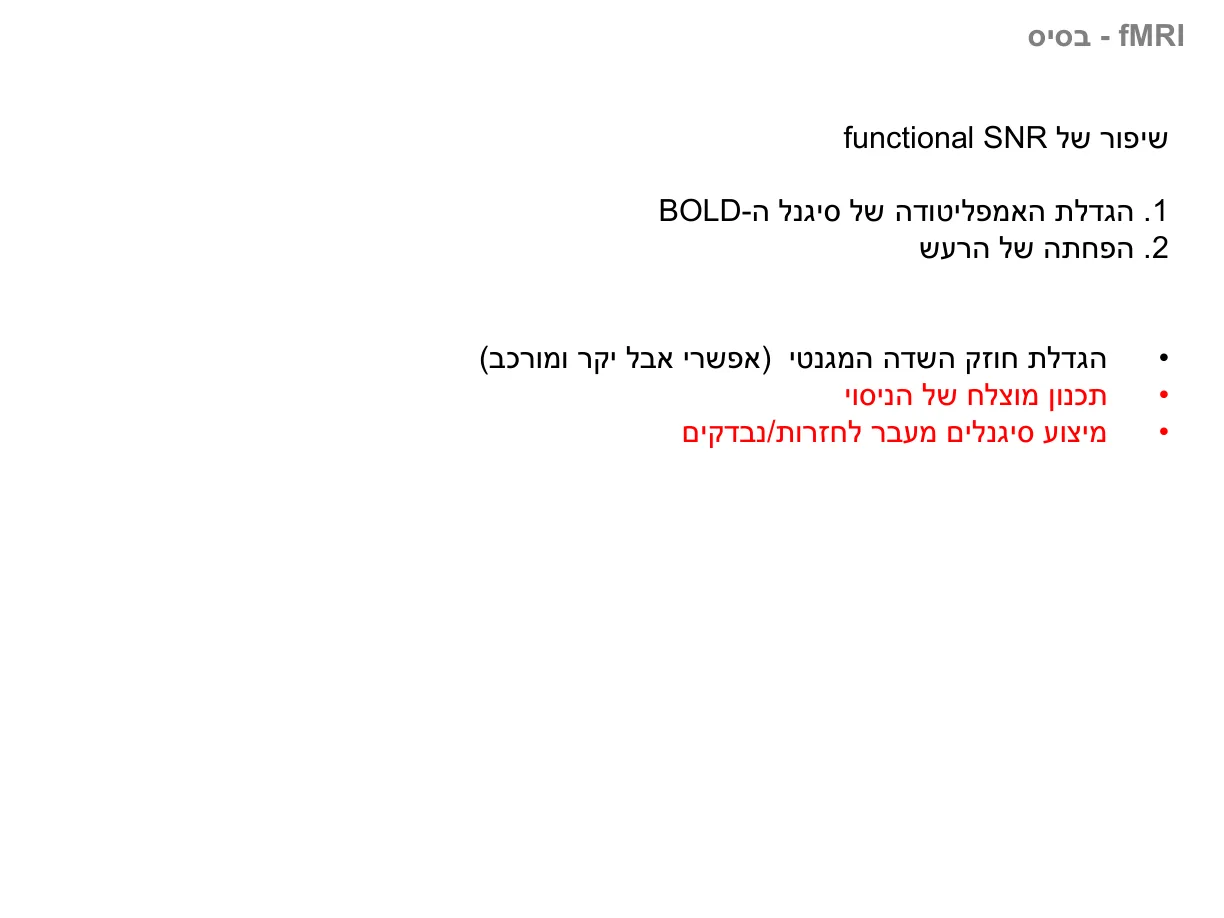 fMRI - בסיס
שיפור של functional SNR
1. הגדלת האמפליטודה של סיגנל ה-BOLD
2. הפחתה של הרעש
• הגדלת חוזק השדה המגנטי (אפשרי אבל יקר ומורכב)
• תכנון מוצלח של הניסוי
• מיצוע סיגנלים מעבר לחזרות/נבדקים